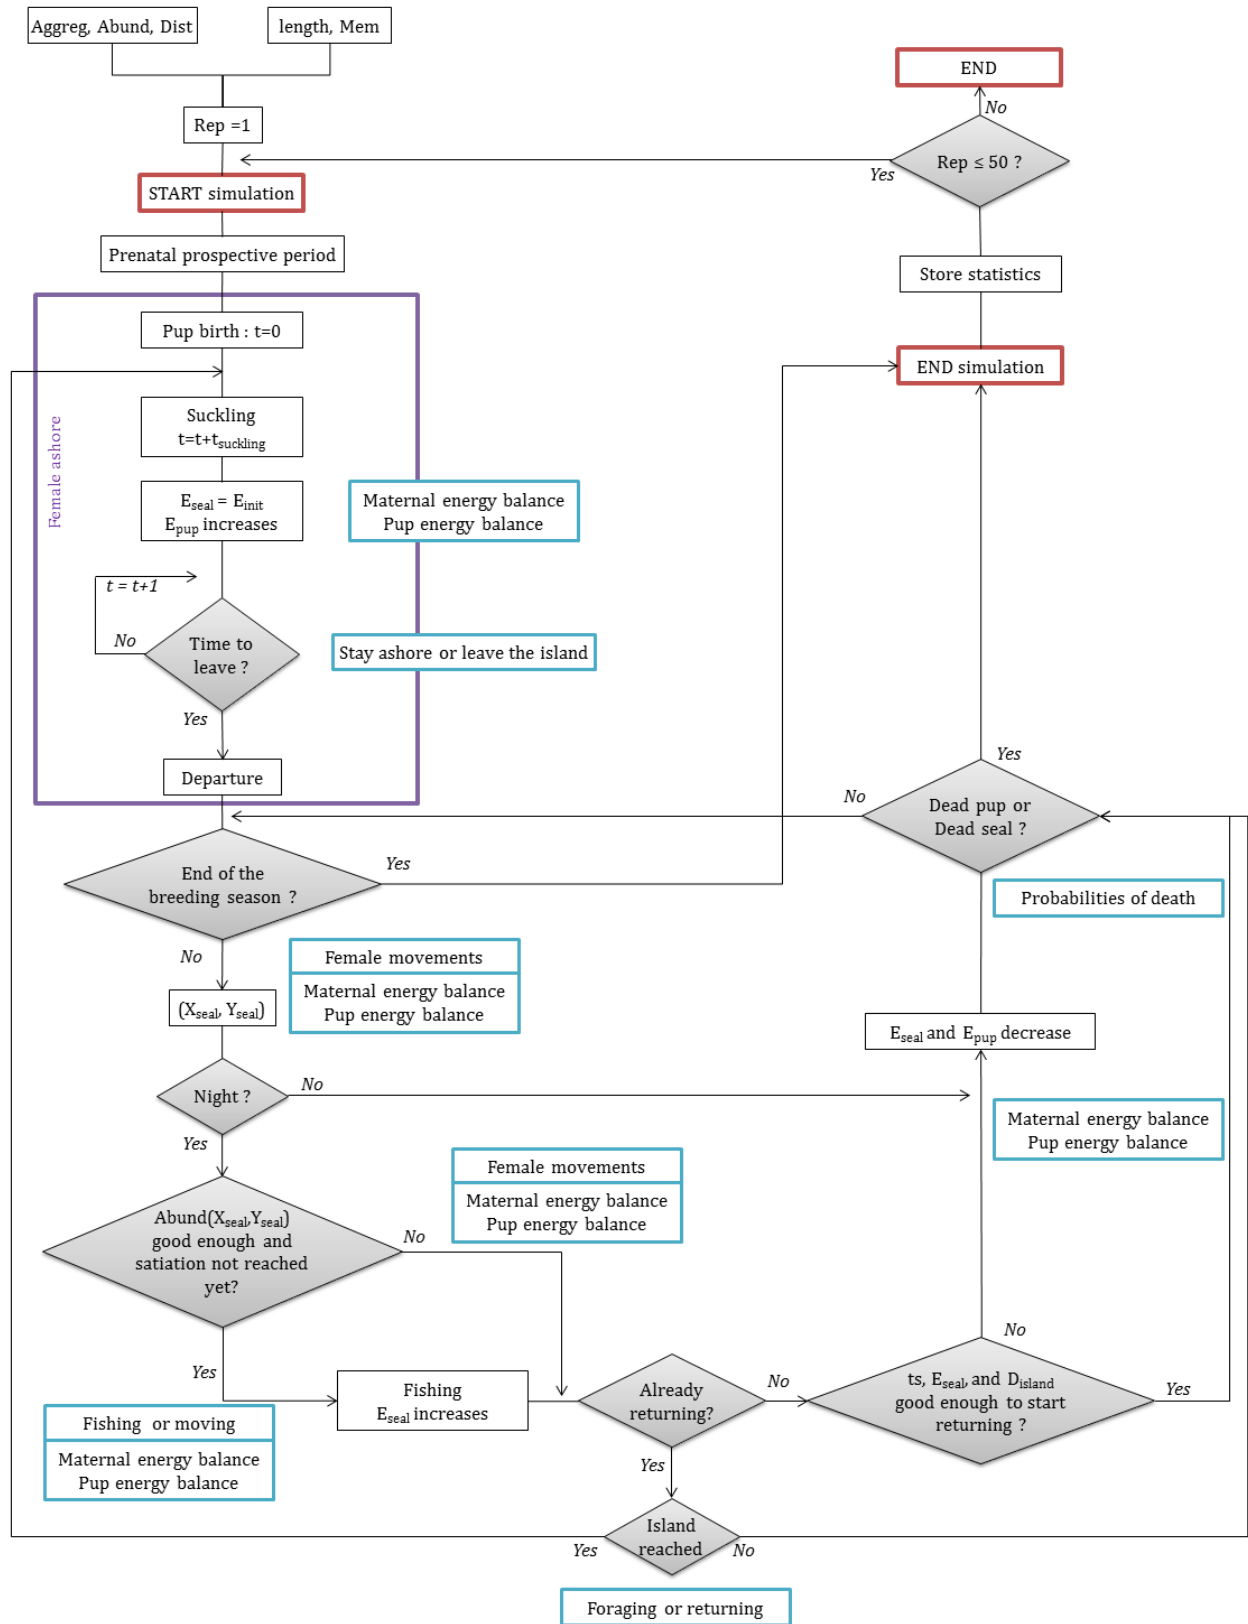 Aggreg, Abund, Dist
length, Mem
END
No
Rep =1
Rep ≤ 50 ?
Yes
START simulation
Prenatal prospective period
Store statistics
Pup birth : t=0
END simulation
Female ashore
Suckling
t=t+tsuckling
Eseal = Einit
Epup increases
Maternal energy balance
Pup energy balance
t = t+1
No
Time to
leave ?
Stay ashore or leave the island
Yes
Departure
Yes
No
Dead pup or
Dead seal ?
End of the
breeding season ?
Yes
Probabilities of death
No
Female movements
Maternal energy balance
Pup energy balance
(Xseal, Yseal)
Eseal and Epup decrease
Night ?
No
Maternal energy balance
Pup energy balance
Yes
Female movements
Maternal energy balance
Pup energy balance
Abund(Xseal,Yseal)
good enough and
satiation not reached
yet?
No
No
Yes
Fishing
Eseal increases
Already
returning?
No
ts, Eseal, and Disland
good enough to start
returning ?
Yes
Fishing or moving
Maternal energy balance
Pup energy balance
Yes
Island
reached
Yes
No
Foraging or returning